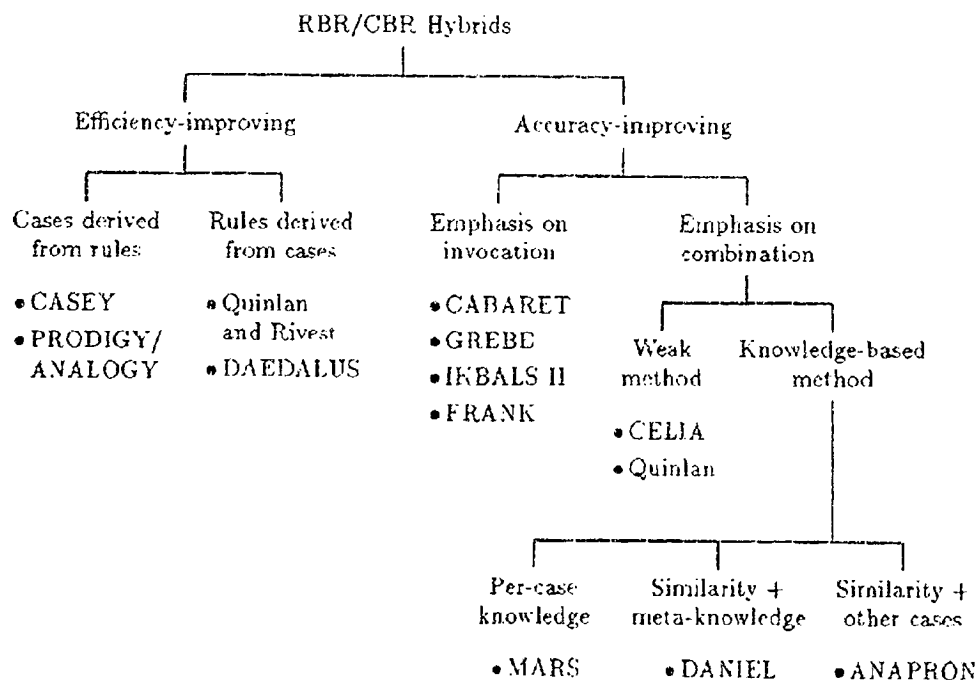 RBR/CBR Hybrids
Efficiency-improving
Accuracy-improving
Cases derived
from rules
• CASEY
• PRODIGY/
ANALOGY
Rules derived
from cases
• Quinlan
and Rivest
• DAEDALUS
Emphasis on
invocation
• CABARET
• GREBE
• IKBALS II
• FRANK
Emphasis on
combination
Weak
method
• CELIA
• Quinlan
Knowledge-based
method
Per-case
knowledge
• MARS
Similarity +
meta-knowledge
• DANIEL
Similarity +
other cases
• ANAPRON